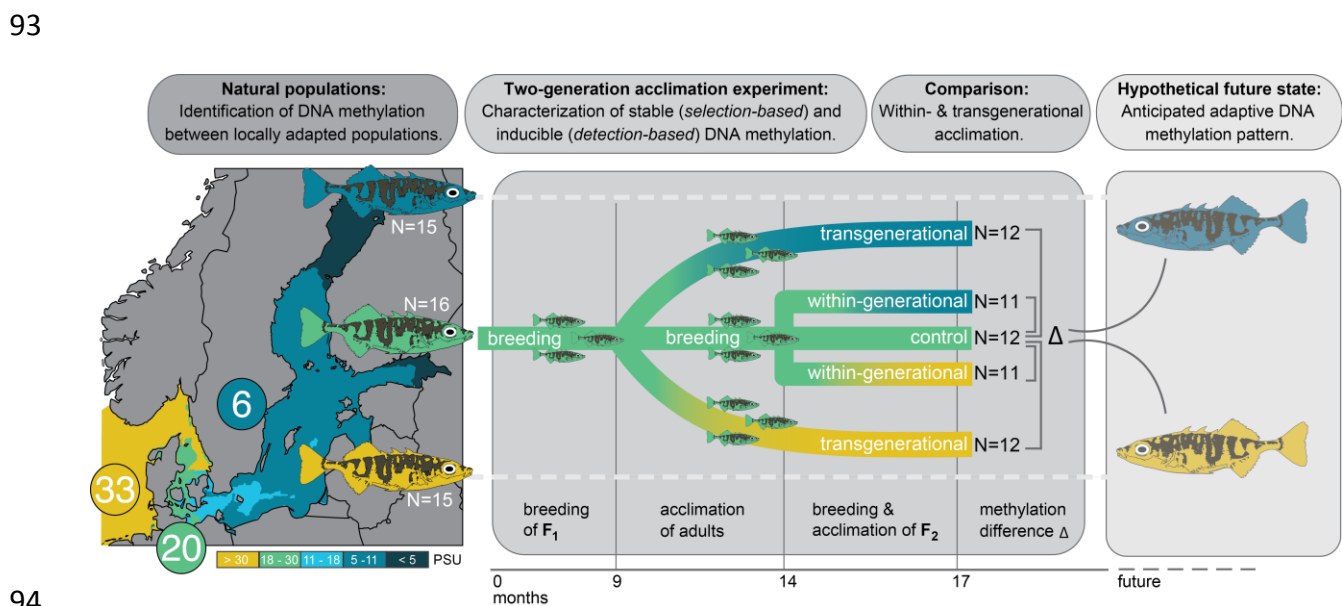 93
Natural populations:
Identification of DNA methylation
between locally adapted populations.
Two-generation acclimation experiment:
Characterization of stable (selection-based) and
inducible (detection-based) DNA methylation.
Comparison:
Within- & transgenerational
acclimation.
Hypothetical future state:
Anticipated adaptive DNA
methylation pattern.
N=15
N=16
N=15
6
33
20
> 30 18 - 30 11 - 18 5 -11 < 5 PSU
transgenerational N=12
within-generational N=11
breeding breeding control N=12 Δ
within-generational N=11
transgenerational N=12
breeding
of F1
acclimation
of adults
breeding &
acclimation of F2
methylation
difference Δ
0 9 14 17 future
months
94